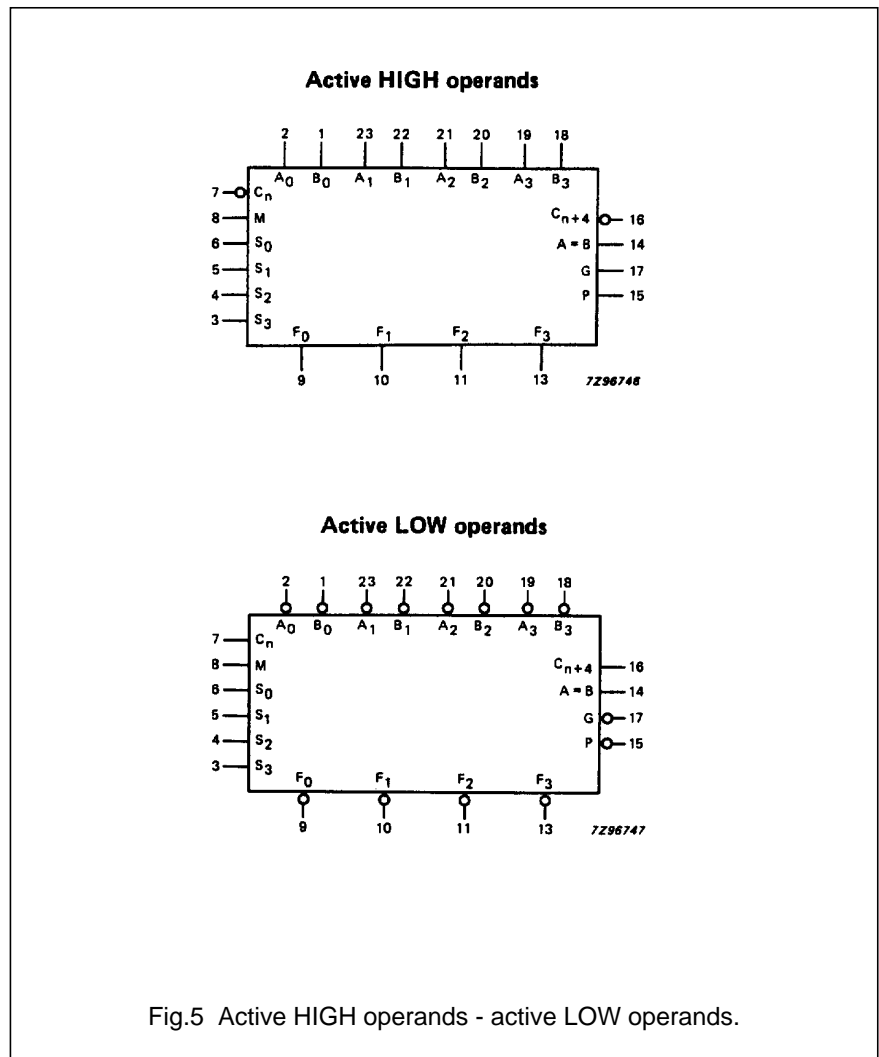 Active HIGH operands
2 1 23 22 21 20 19 18
A0 B0 A1 B1 A2 B2 A3 B3
7 Cn
8 M Cn+4 16
6 S0 A = B 14
5 S1 G 17
4 S2 P 15
3 S3
F0 F1 F2 F3
9 10 11 13 7Z96746
Active LOW operands
2 1 23 22 21 20 19 18
A0 B0 A1 B1 A2 B2 A3 B3
7 Cn
8 M Cn+4 16
6 S0 A = B 14
5 S1 G 17
4 S2 P 15
3 S3
F0 F1 F2 F3
9 10 11 13 7Z96747
Fig.5 Active HIGH operands - active LOW operands.